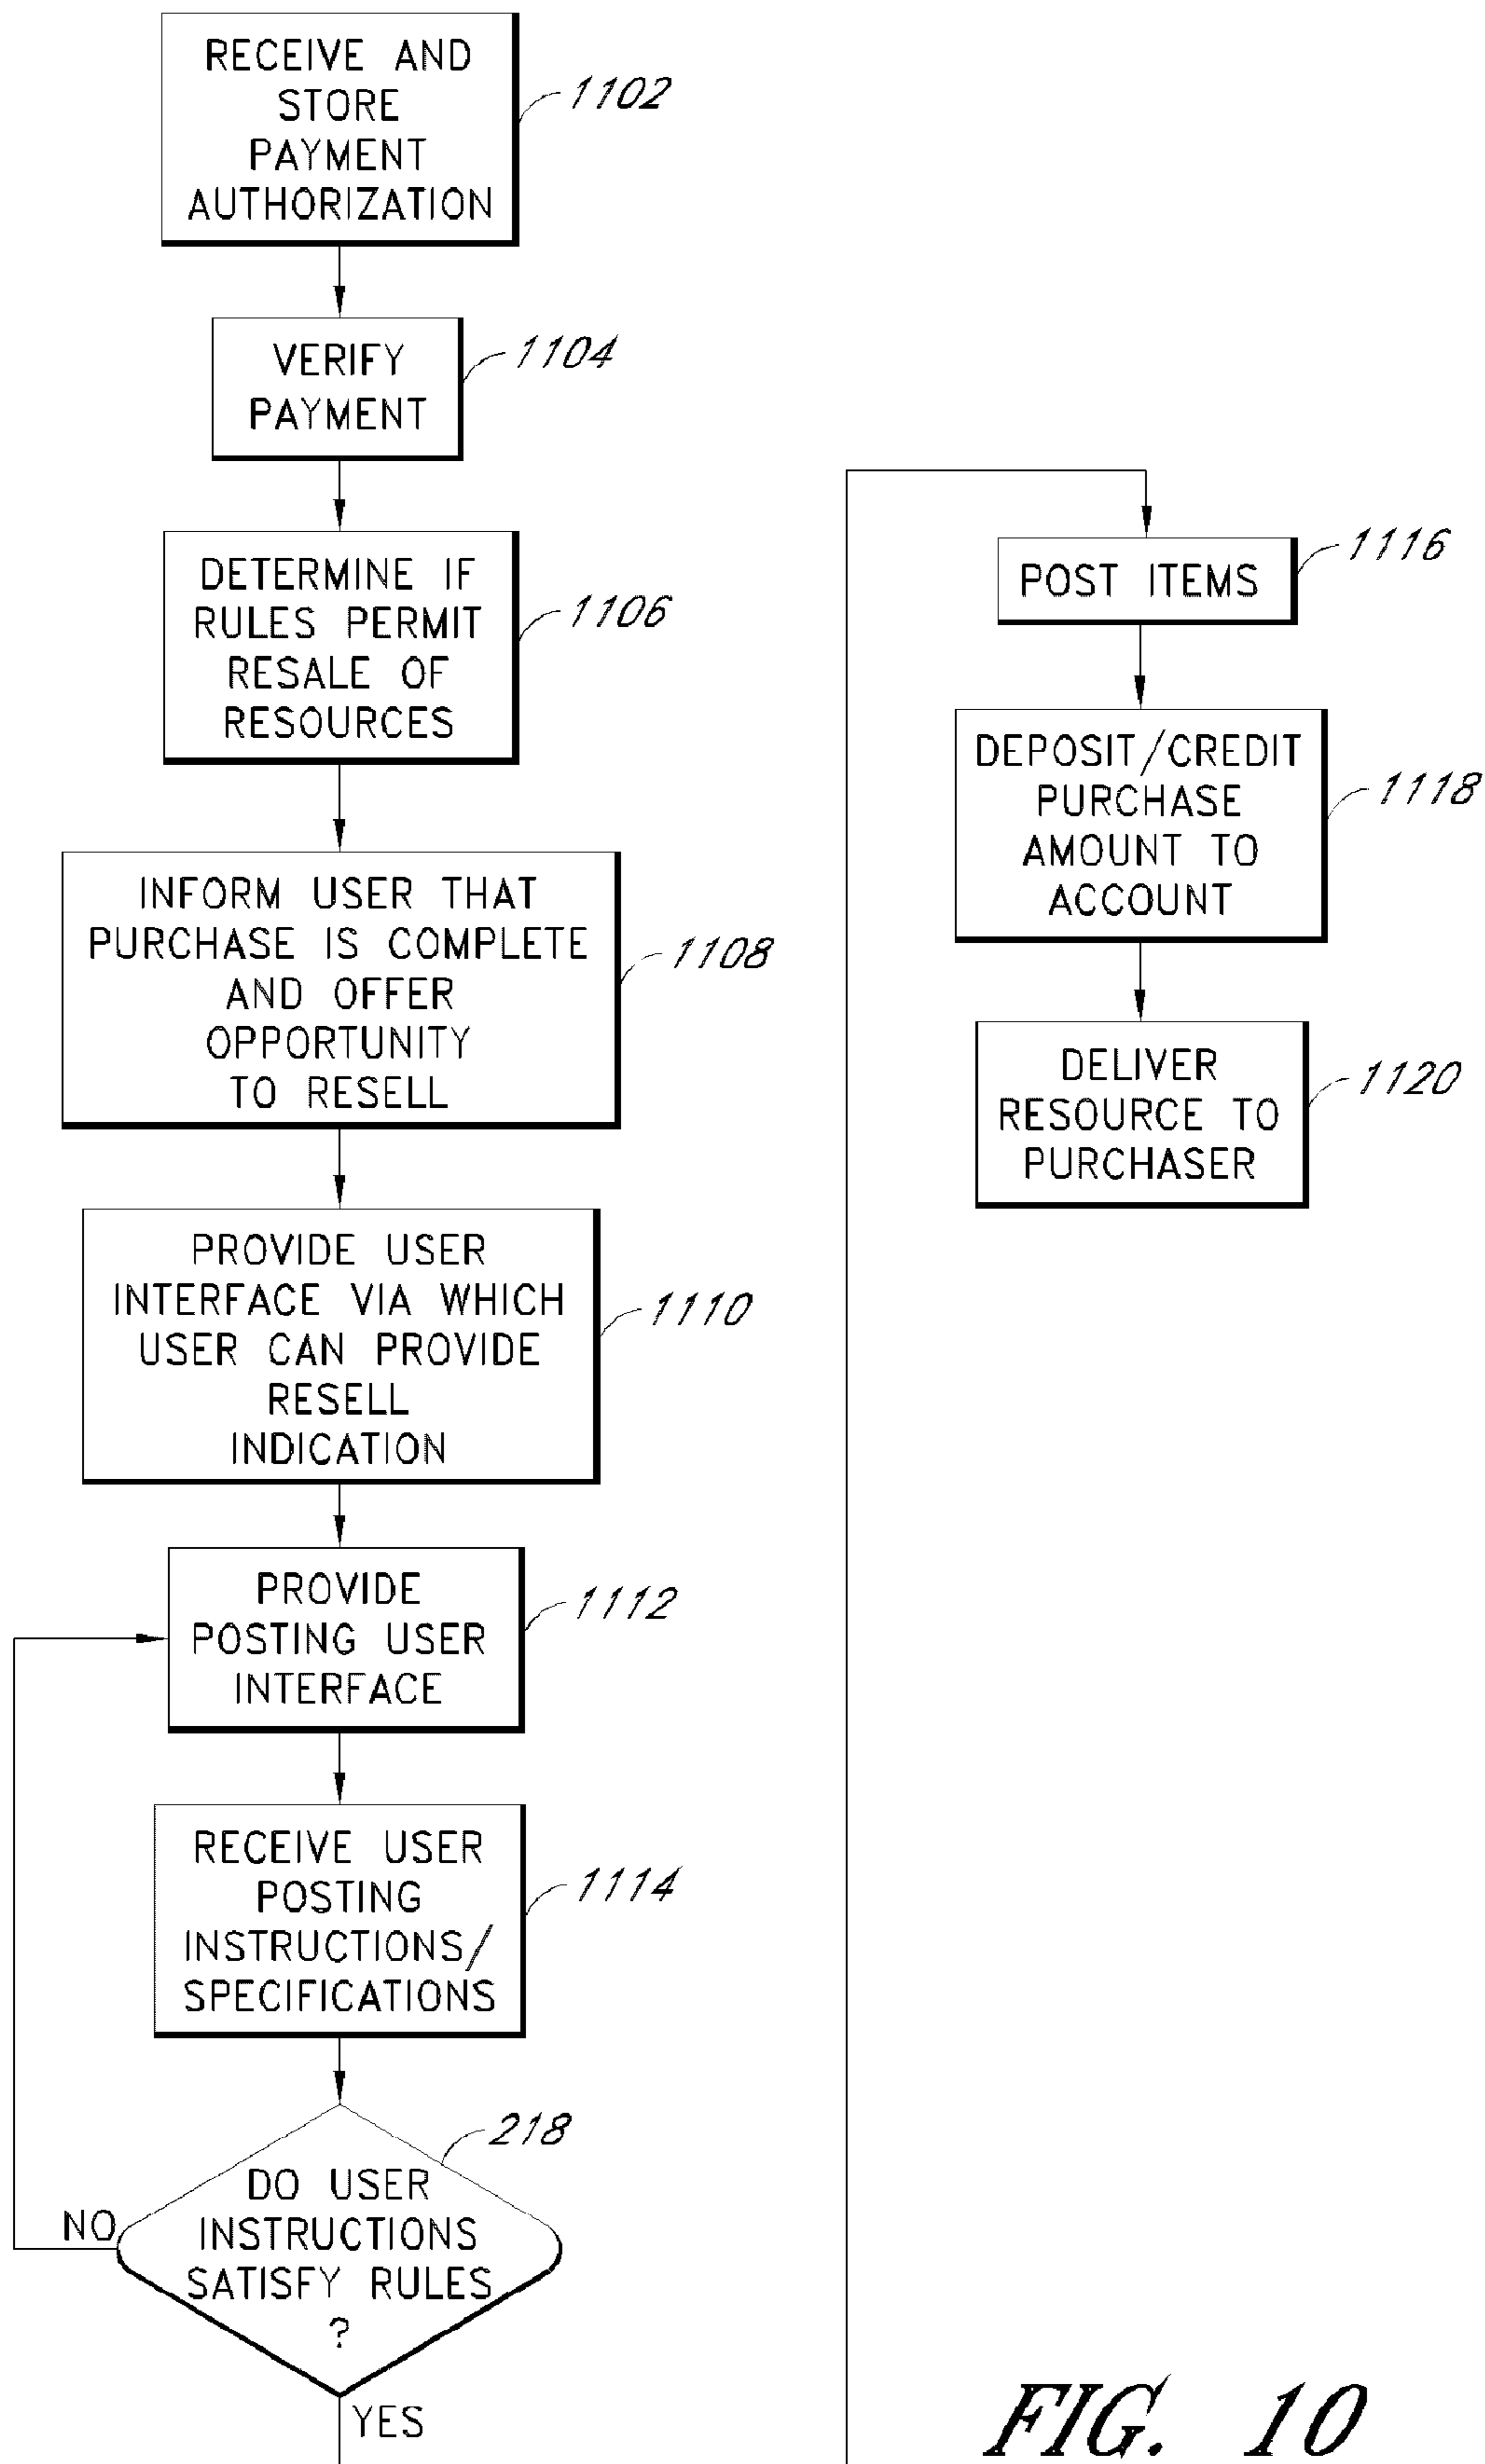 RECEIVE AND
STORE
PAYMENT
AUTHORIZATION
1102
VERIFY
PAYMENT
1104
DETERMINE IF
RULES PERMIT
RESALE OF
RESOURCES
1106
INFORM USER THAT
PURCHASE IS COMPLETE
AND OFFER
OPPORTUNITY
TO RESELL
1108
PROVIDE USER
INTERFACE VIA WHICH
USER CAN PROVIDE
RESELL
INDICATION
1110
PROVIDE
POSTING USER
INTERFACE
1112
RECEIVE USER
POSTING
INSTRUCTIONS/
SPECIFICATIONS
1114
218
DO USER
INSTRUCTIONS
SATISFY RULES
?
NO
YES
POST ITEMS
1116
DEPOSIT/CREDIT
PURCHASE
AMOUNT TO
ACCOUNT
1118
DELIVER
RESOURCE TO
PURCHASER
1120
FIG. 10